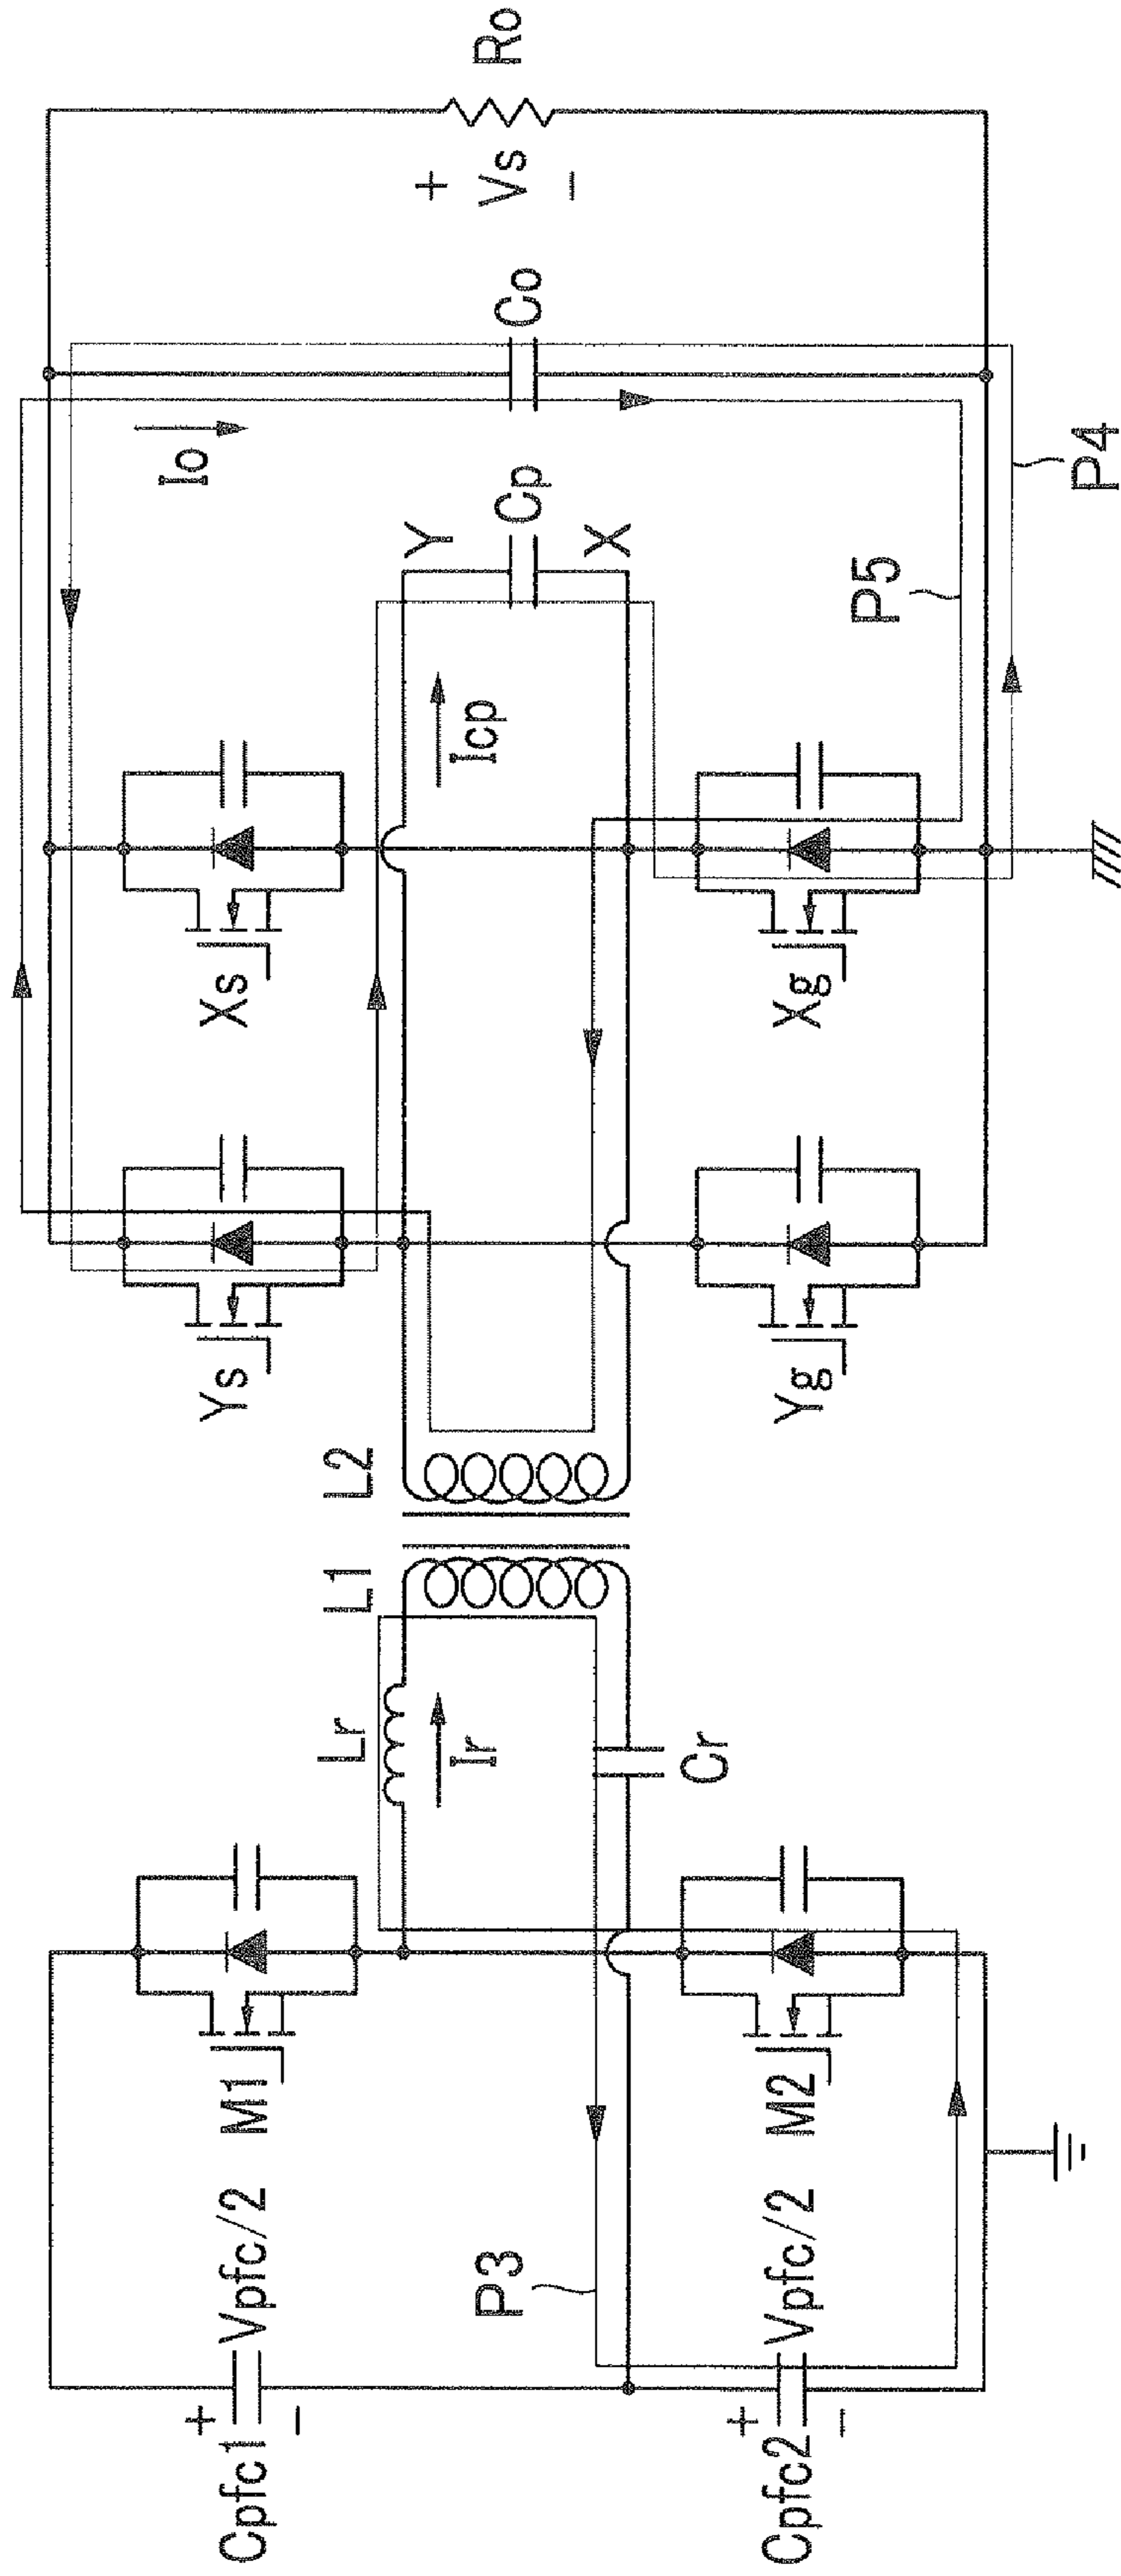 Cpfc1
+
−
Vpfc/2
M1
Cpfc2
+
−
Vpfc/2
M2
P3
Lr
Ir
Cr
L1
L2
Ys
Yg
Xs
Xg
Icp
Y
Cp
X
Io
Co
P5
P4
+
Vs
−
Ro